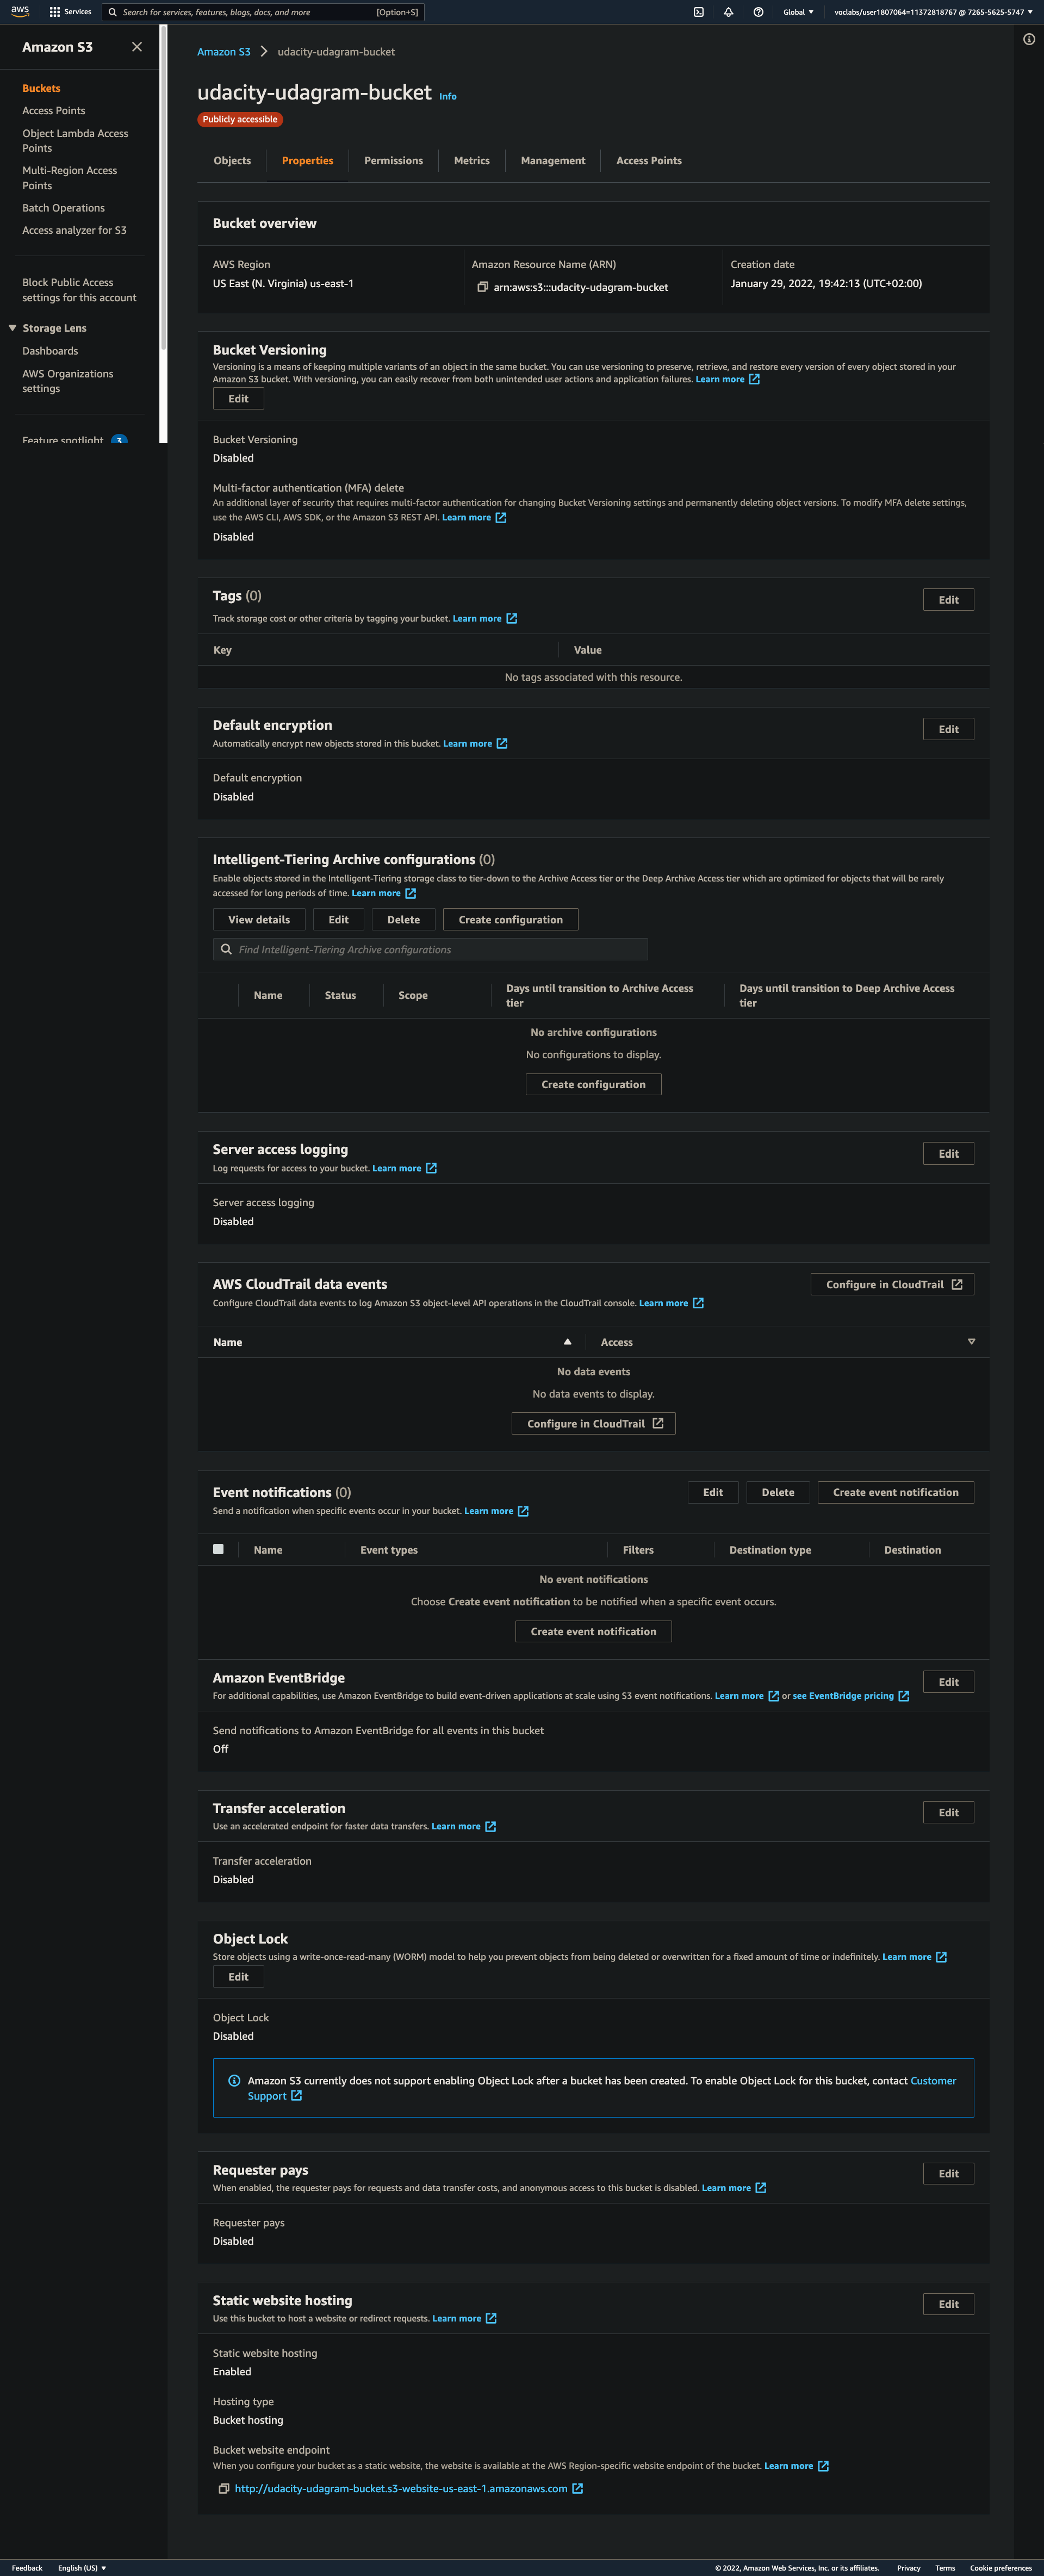 aws
Services
Search for services, features, blogs, docs, and more
[Option+S]
Global
voclabs/user1807064=11372818767 @ 7265-5625-5747
Amazon S3
Buckets
Access Points
Object Lambda Access
Points
Multi-Region Access
Points
Batch Operations
Access analyzer for S3
Block Public Access
settings for this account
Storage Lens
Dashboards
AWS Organizations
settings
Feature spotlight 3
Amazon S3 > udacity-udagram-bucket
udacity-udagram-bucket Info
Publicly accessible
Objects Properties Permissions Metrics Management Access Points
Bucket overview
AWS Region
US East (N. Virginia) us-east-1
Amazon Resource Name (ARN)
arn:aws:s3:::udacity-udagram-bucket
Creation date
January 29, 2022, 19:42:13 (UTC+02:00)
Bucket Versioning
Versioning is a means of keeping multiple variants of an object in the same bucket. You can use versioning to preserve, retrieve, and restore every version of every object stored in your
Amazon S3 bucket. With versioning, you can easily recover from both unintended user actions and application failures. Learn more
Edit
Bucket Versioning
Disabled
Multi-factor authentication (MFA) delete
An additional layer of security that requires multi-factor authentication for changing Bucket Versioning settings and permanently deleting object versions. To modify MFA delete settings,
use the AWS CLI, AWS SDK, or the Amazon S3 REST API. Learn more
Disabled
Tags (0)
Edit
Track storage cost or other criteria by tagging your bucket. Learn more
Key Value
No tags associated with this resource.
Default encryption
Edit
Automatically encrypt new objects stored in this bucket. Learn more
Default encryption
Disabled
Intelligent-Tiering Archive configurations (0)
Enable objects stored in the Intelligent-Tiering storage class to tier-down to the Archive Access tier or the Deep Archive Access tier which are optimized for objects that will be rarely
accessed for long periods of time. Learn more
View details Edit Delete Create configuration
Find Intelligent-Tiering Archive configurations
Name Status Scope
Days until transition to Archive Access
tier
Days until transition to Deep Archive Access
tier
No archive configurations
No configurations to display.
Create configuration
Server access logging
Edit
Log requests for access to your bucket. Learn more
Server access logging
Disabled
AWS CloudTrail data events
Configure in CloudTrail
Configure CloudTrail data events to log Amazon S3 object-level API operations in the CloudTrail console. Learn more
Name Access
No data events
No data events to display.
Configure in CloudTrail
Event notifications (0)
Edit Delete Create event notification
Send a notification when specific events occur in your bucket. Learn more
Name Event types Filters Destination type Destination
No event notifications
Choose Create event notification to be notified when a specific event occurs.
Create event notification
Amazon EventBridge
Edit
For additional capabilities, use Amazon EventBridge to build event-driven applications at scale using S3 event notifications. Learn more or see EventBridge pricing
Send notifications to Amazon EventBridge for all events in this bucket
Off
Transfer acceleration
Edit
Use an accelerated endpoint for faster data transfers. Learn more
Transfer acceleration
Disabled
Object Lock
Store objects using a write-once-read-many (WORM) model to help you prevent objects from being deleted or overwritten for a fixed amount of time or indefinitely. Learn more
Edit
Object Lock
Disabled
Amazon S3 currently does not support enabling Object Lock after a bucket has been created. To enable Object Lock for this bucket, contact Customer
Support
Requester pays
Edit
When enabled, the requester pays for requests and data transfer costs, and anonymous access to this bucket is disabled. Learn more
Requester pays
Disabled
Static website hosting
Edit
Use this bucket to host a website or redirect requests. Learn more
Static website hosting
Enabled
Hosting type
Bucket hosting
Bucket website endpoint
When you configure your bucket as a static website, the website is available at the AWS Region-specific website endpoint of the bucket. Learn more
http://udacity-udagram-bucket.s3-website-us-east-1.amazonaws.com
Feedback English (US)
© 2022, Amazon Web Services, Inc. or its affiliates. Privacy Terms Cookie preferences